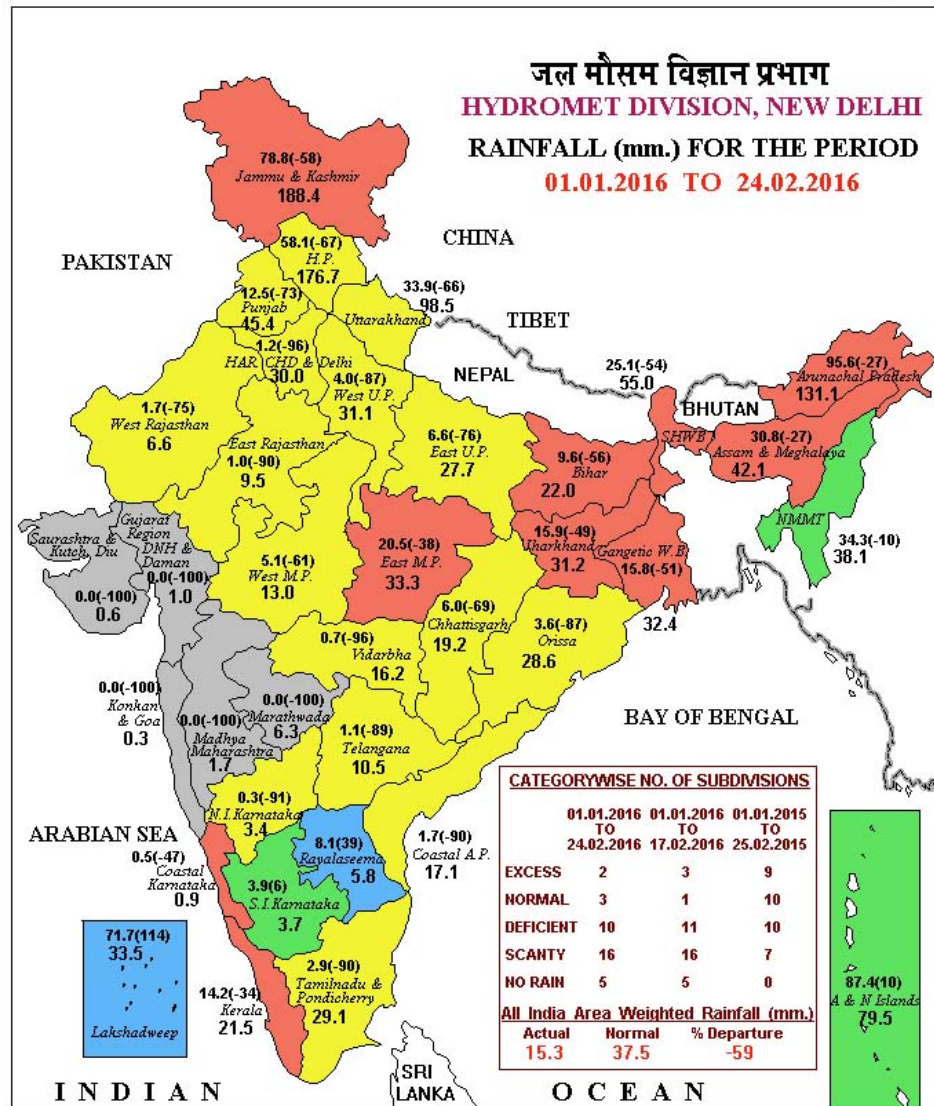 जल मौसम विज्ञान प्रभाग
HYDROMET DIVISION, NEW DELHI
RAINFALL (mm.) FOR THE PERIOD
01.01.2016 TO 24.02.2016
78.8(-58)
Jammu & Kashmir
188.4
CHINA
PAKISTAN
58.1(-67)
H.P.
176.7
12.5(-73)
Punjab
45.4
33.9(-66)
98.5
Uttarakhand
TIBET
1.2(-96)
HAR. CHD & Delhi
30.0
NEPAL
4.0(-87)
West U.P.
31.1
25.1(-54)
55.0
BHUTAN
95.6(-27)
Arunachal Pradesh
131.1
1.7(-75)
West Rajasthan
6.6
East Rajasthan
1.0(-90)
9.5
6.6(-76)
East U.P.
27.7
9.6(-56)
Bihar
22.0
SHWB
30.8(-27)
Assam & Meghalaya
42.1
NMMT
34.3(-10)
38.1
Saurashtra &
Kutch, Diu
0.0(-100)
0.6
Gujarat
Region
DNH &
Daman
0.0(-100)
1.0
5.1(-61)
West M.P.
13.0
20.5(-38)
East M.P.
33.3
15.9(-49)
Jharkhand
31.2
Gangetic W.B
15.8(-51)
32.4
6.0(-69)
Chhattisgarh
19.2
3.6(-87)
Orissa
28.6
0.7(-96)
Vidarbha
16.2
0.0(-100)
Konkan
& Goa
0.3
0.0(-100)
Madhya
Maharashtra
1.7
0.0(-100)
Marathwada
6.3
1.1(-89)
Telangana
10.5
BAY OF BENGAL
ARABIAN SEA
0.3(-91)
N.I.Karnataka
3.4
8.1(39)
Rayalaseema
5.8
1.7(-90)
Coastal A.P.
17.1
0.5(-47)
Coastal
Karnataka
0.9
3.9(6)
S.I.Karnataka
3.7
71.7(114)
33.5
Lakshadweep
14.2(-34)
Kerala
21.5
2.9(-90)
Tamilnadu &
Pondicherry
29.1
CATEGORYWISE NO. OF SUBDIVISIONS
01.01.2016 01.01.2016 01.01.2015
TO TO TO
24.02.2016 17.02.2016 25.02.2015
EXCESS 2 3 9
NORMAL 3 1 10
DEFICIENT 10 11 10
SCANTY 16 16 7
NO RAIN 5 5 0
All India Area Weighted Rainfall (mm.)
Actual Normal % Departure
15.3 37.5 -59
87.4(10)
A & N Islands
79.5
SRI
LANKA
INDIAN OCEAN